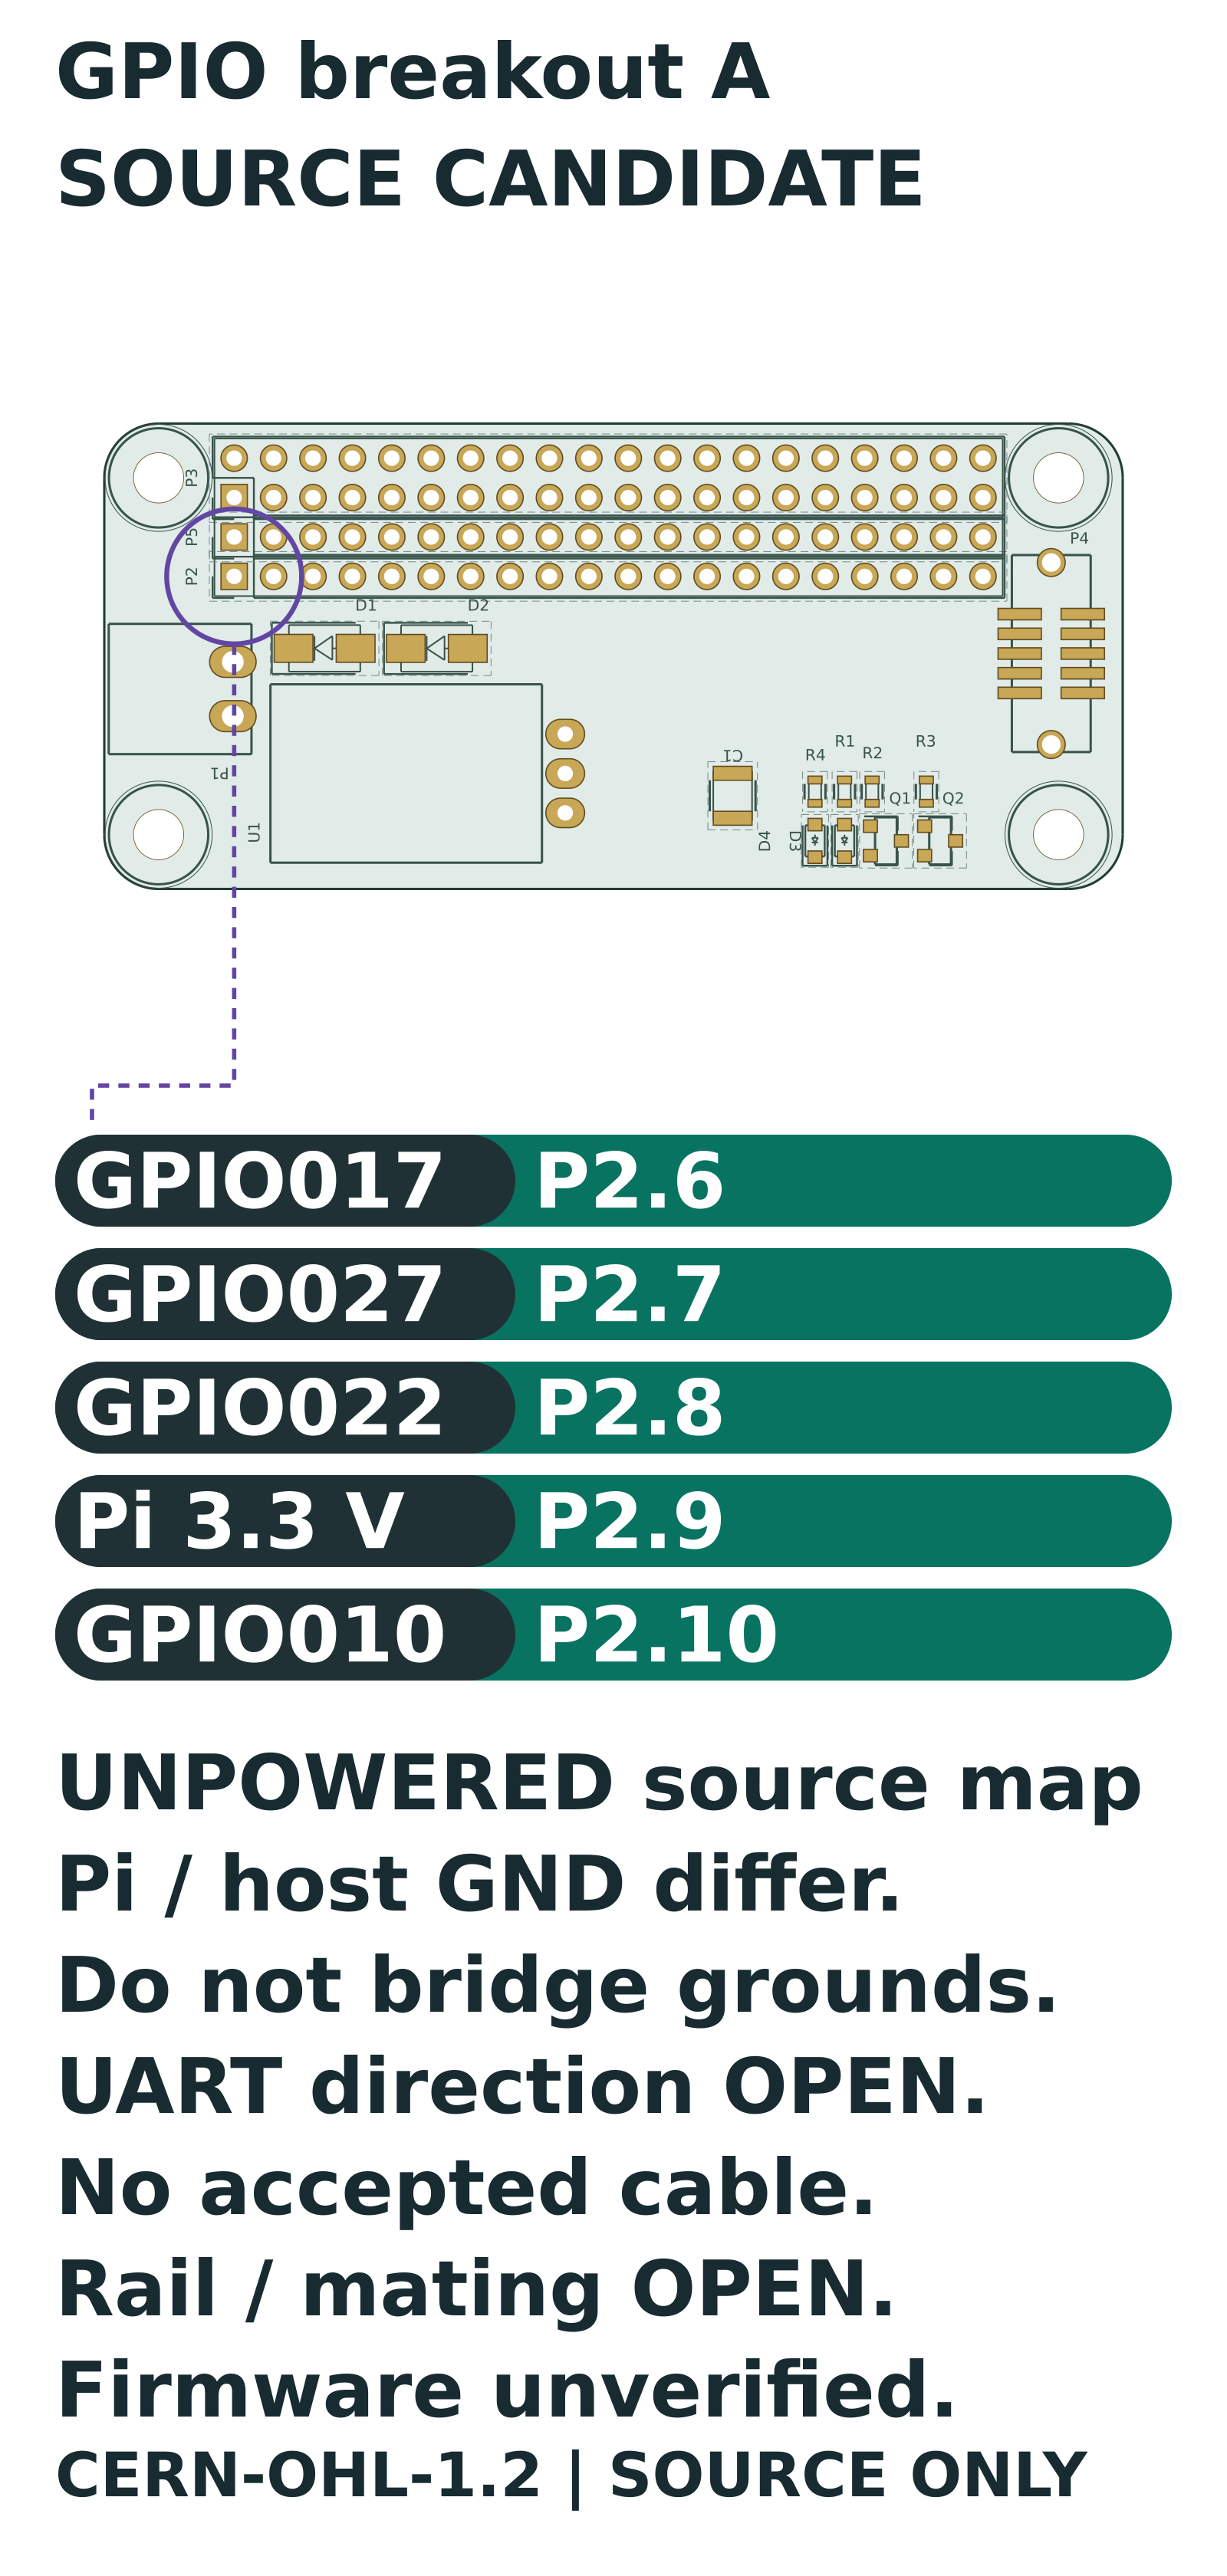 GPIO breakout A
SOURCE CANDIDATE
P3
P5
P2
P4
D1 D2
P1
U1
C1
R4 R1 R2 R3
Q1 Q2
D4 D3
GPIO017 P2.6
GPIO027 P2.7
GPIO022 P2.8
Pi 3.3 V P2.9
GPIO010 P2.10
UNPOWERED source map
Pi / host GND differ.
Do not bridge grounds.
UART direction OPEN.
No accepted cable.
Rail / mating OPEN.
Firmware unverified.
CERN-OHL-1.2 | SOURCE ONLY